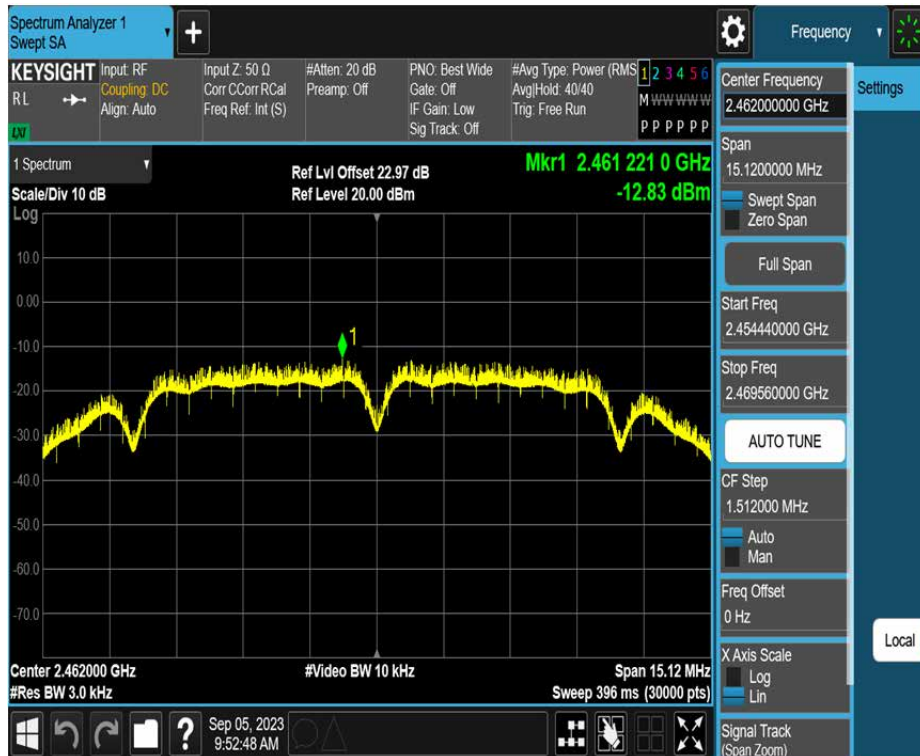 Spectrum Analyzer 1
Swept SA
Frequency
Settings
KEYSIGHT
RL
LXI
Input: RF
Coupling: DC
Align: Auto
Input Z: 50 Ω
Corr CCorr RCal
Freq Ref: Int (S)
#Atten: 20 dB
Preamp: Off
PNO: Best Wide
Gate: Off
IF Gain: Low
Sig Track: Off
#Avg Type: Power (RMS
Avg|Hold: 40/40
Trig: Free Run
1 2 3 4 5 6
M W W W W W
P P P P P P
1 Spectrum
Scale/Div 10 dB
Log
Ref Lvl Offset 22.97 dB
Ref Level 20.00 dBm
Mkr1 2.461 221 0 GHz
-12.83 dBm
10.0
0.00
-10.0
-20.0
-30.0
-40.0
-50.0
-60.0
-70.0
1
Center 2.462000 GHz
#Res BW 3.0 kHz
#Video BW 10 kHz
Span 15.12 MHz
Sweep 396 ms (30000 pts)
Center Frequency
2.462000000 GHz
Span
15.1200000 MHz
Swept Span
Zero Span
Full Span
Start Freq
2.454440000 GHz
Stop Freq
2.469560000 GHz
AUTO TUNE
CF Step
1.512000 MHz
Auto
Man
Freq Offset
0 Hz
X Axis Scale
Log
Lin
Signal Track
(Span Zoom)
Local
?
Sep 05, 2023
9:52:48 AM